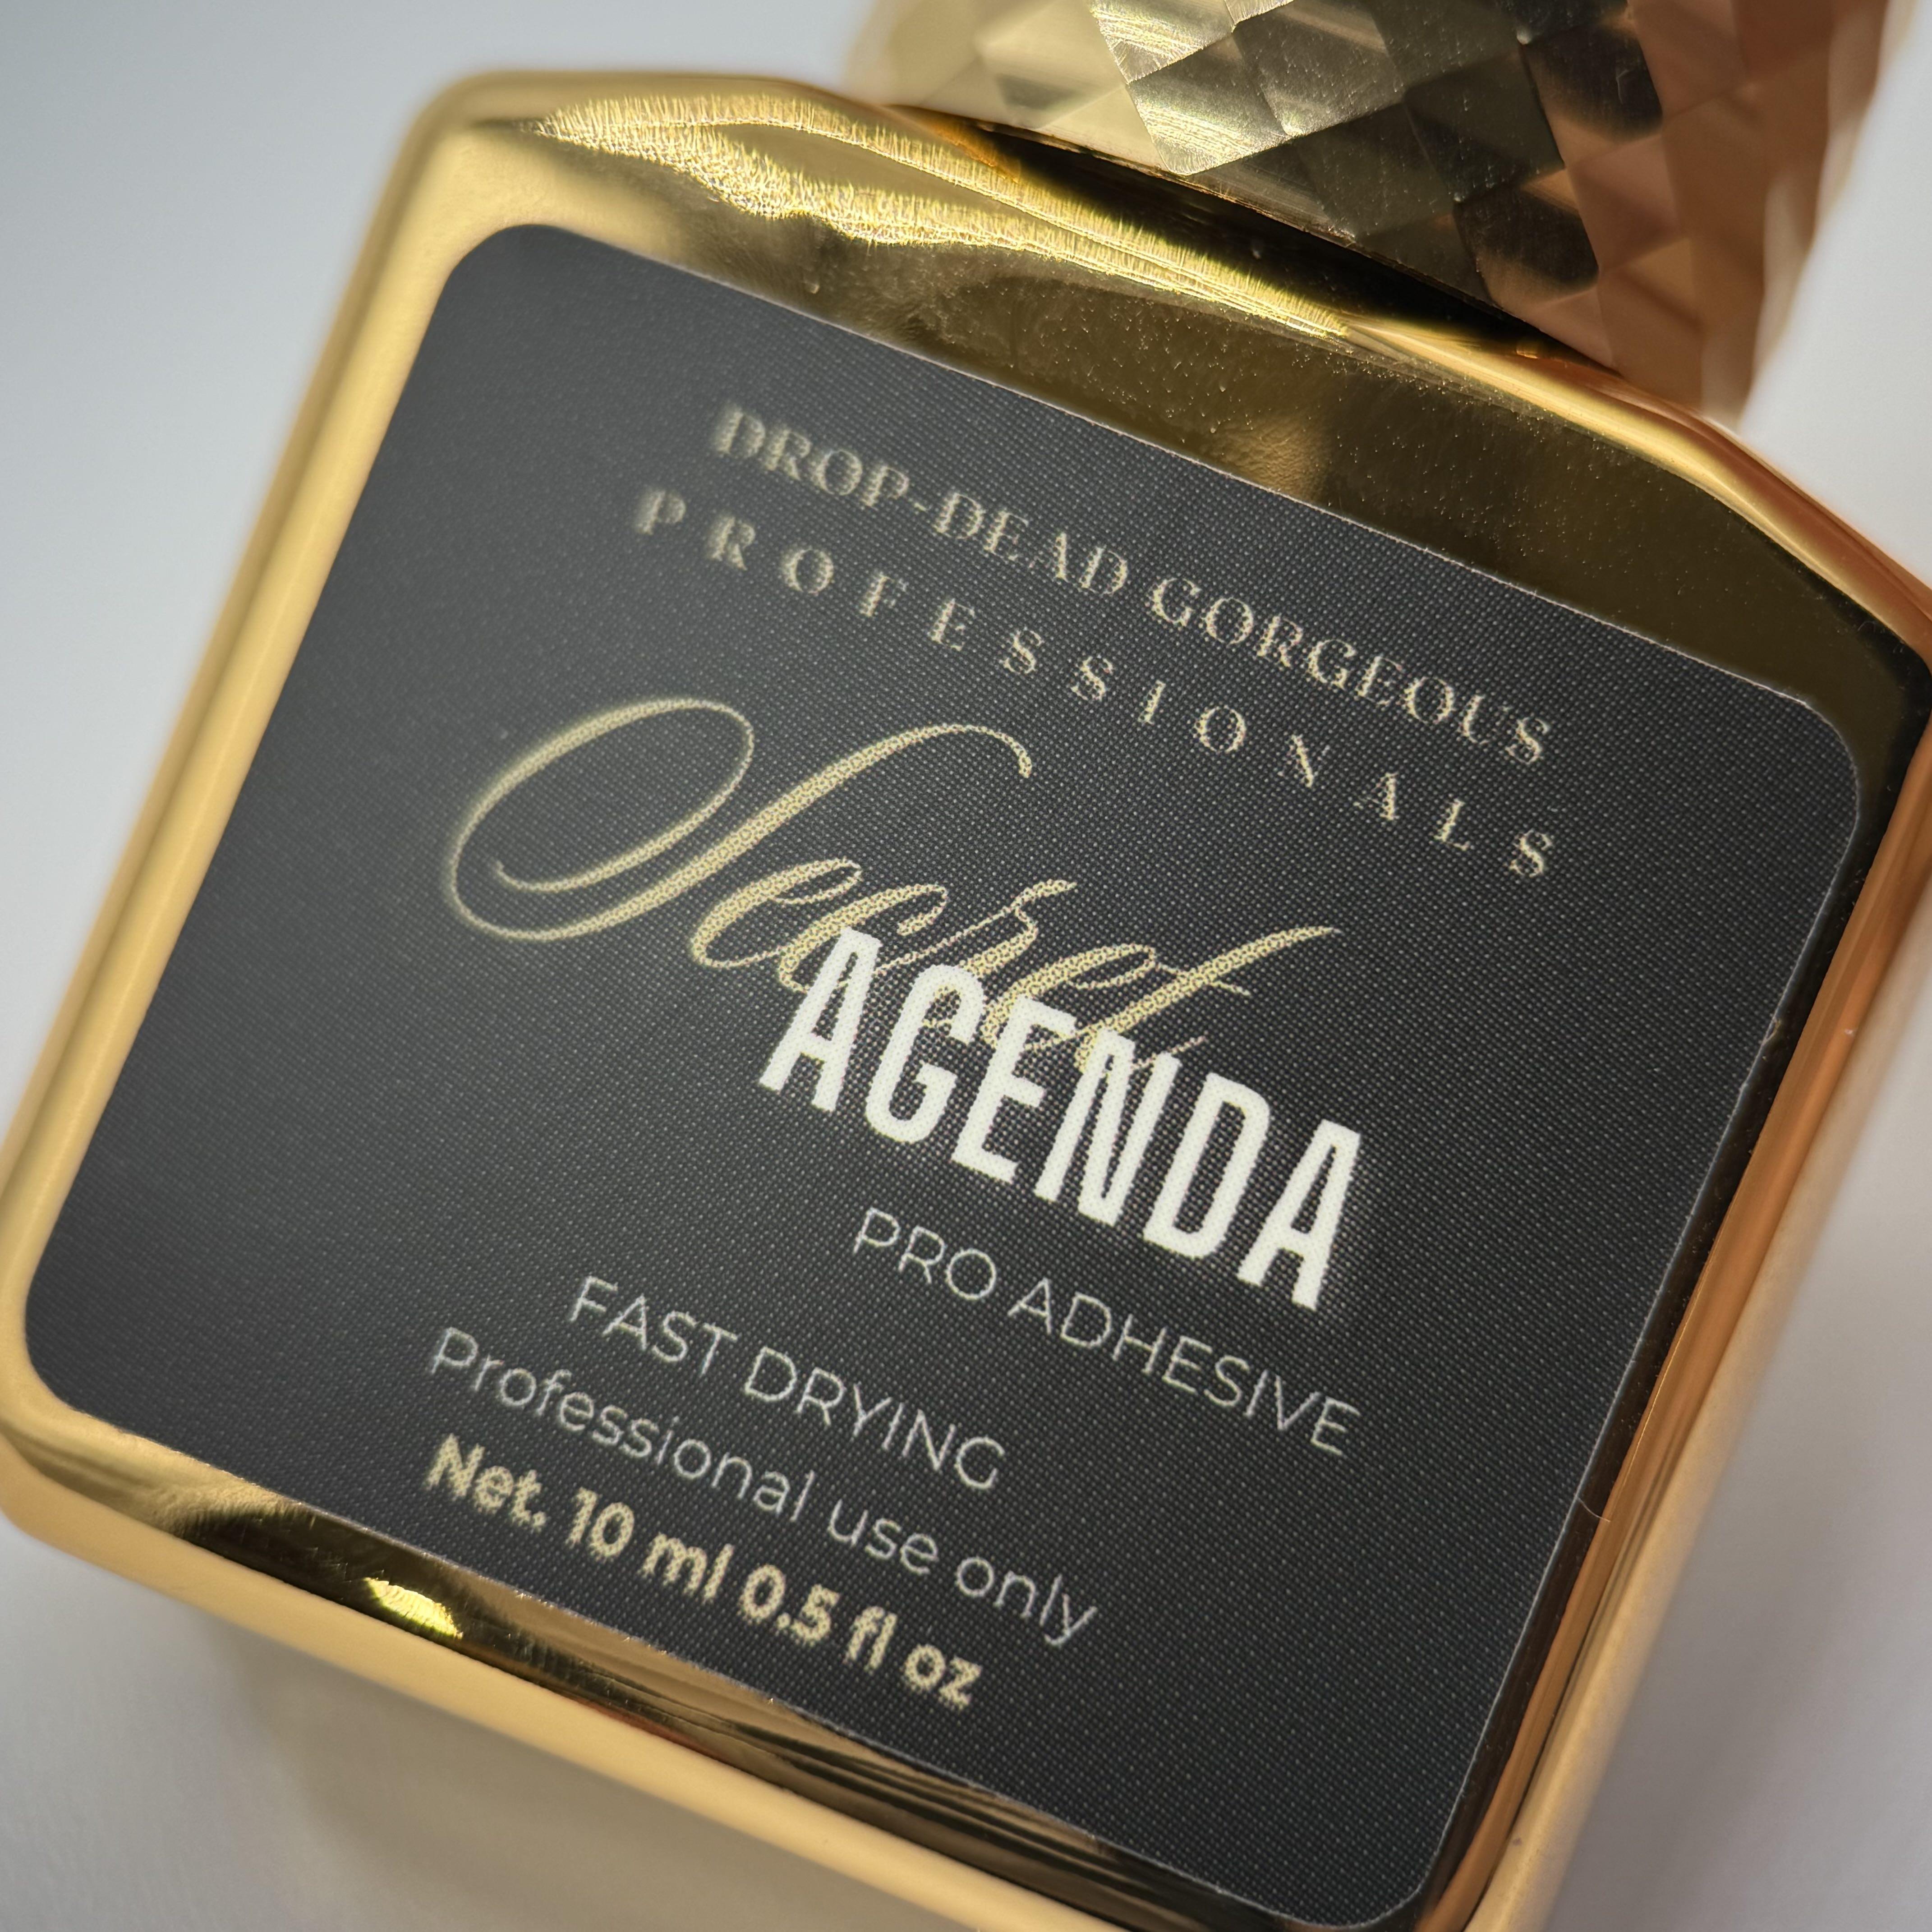 DROP-DEAD GORGEOUS
PROFESSIONALS
Secret
AGENDA
PRO ADHESIVE
FAST DRYING
Professional use only
Net. 10 ml 0.5 fl oz